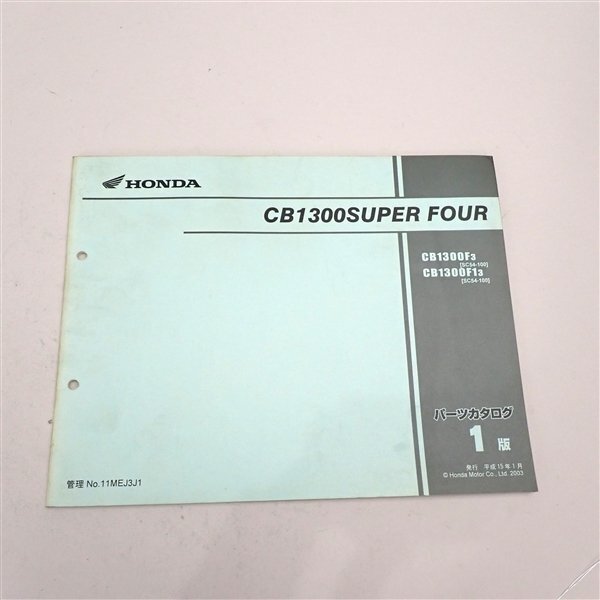 HONDA
CB1300SUPER FOUR
CB1300F3
[SC54-100]
CB1300F13
[SC54-100]
パーツカタログ
1 版
発行 平成15年1月
© Honda Motor Co., Ltd. 2003
管理 No.11MEJ3J1